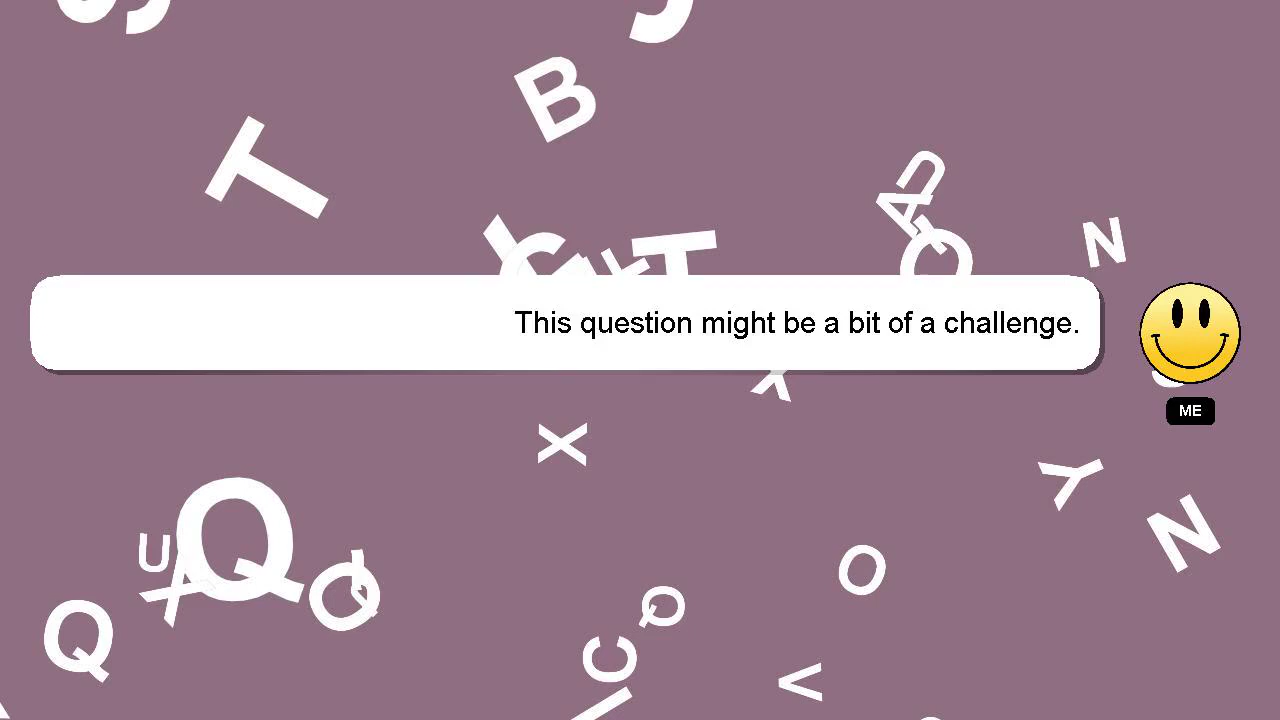 This question might be a bit of a challenge.
ME
B
T
U
A
Q
N
T
X
Y
N
Q
U
X
Q
O
Q
C
V